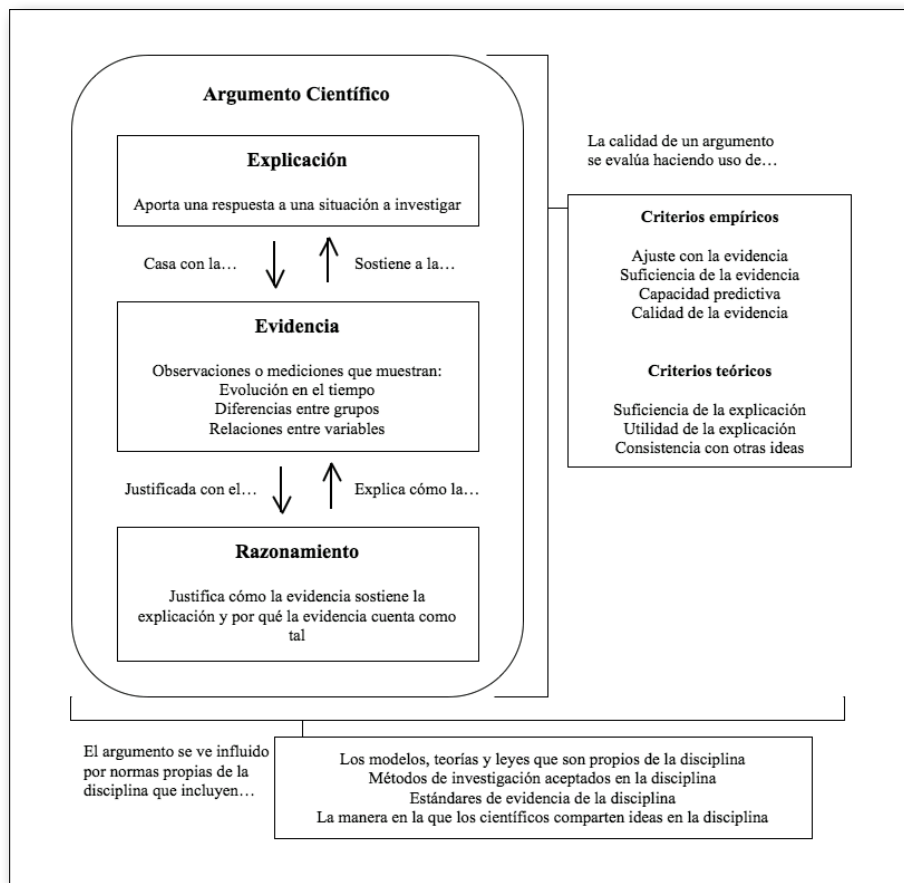 Argumento Científico
Explicación
Aporta una respuesta a una situación a investigar
Casa con la…
Sostiene a la…
Evidencia
Observaciones o mediciones que muestran:
Evolución en el tiempo
Diferencias entre grupos
Relaciones entre variables
Justificada con el…
Explica cómo la…
Razonamiento
Justifica cómo la evidencia sostiene la
explicación y por qué la evidencia cuenta como
tal
La calidad de un argumento
se evalúa haciendo uso de…
Criterios empíricos
Ajuste con la evidencia
Suficiencia de la evidencia
Capacidad predictiva
Calidad de la evidencia
Criterios teóricos
Suficiencia de la explicación
Utilidad de la explicación
Consistencia con otras ideas
El argumento se ve influido
por normas propias de la
disciplina que incluyen…
Los modelos, teorías y leyes que son propios de la disciplina
Métodos de investigación aceptados en la disciplina
Estándares de evidencia de la disciplina
La manera en la que los científicos comparten ideas en la disciplina